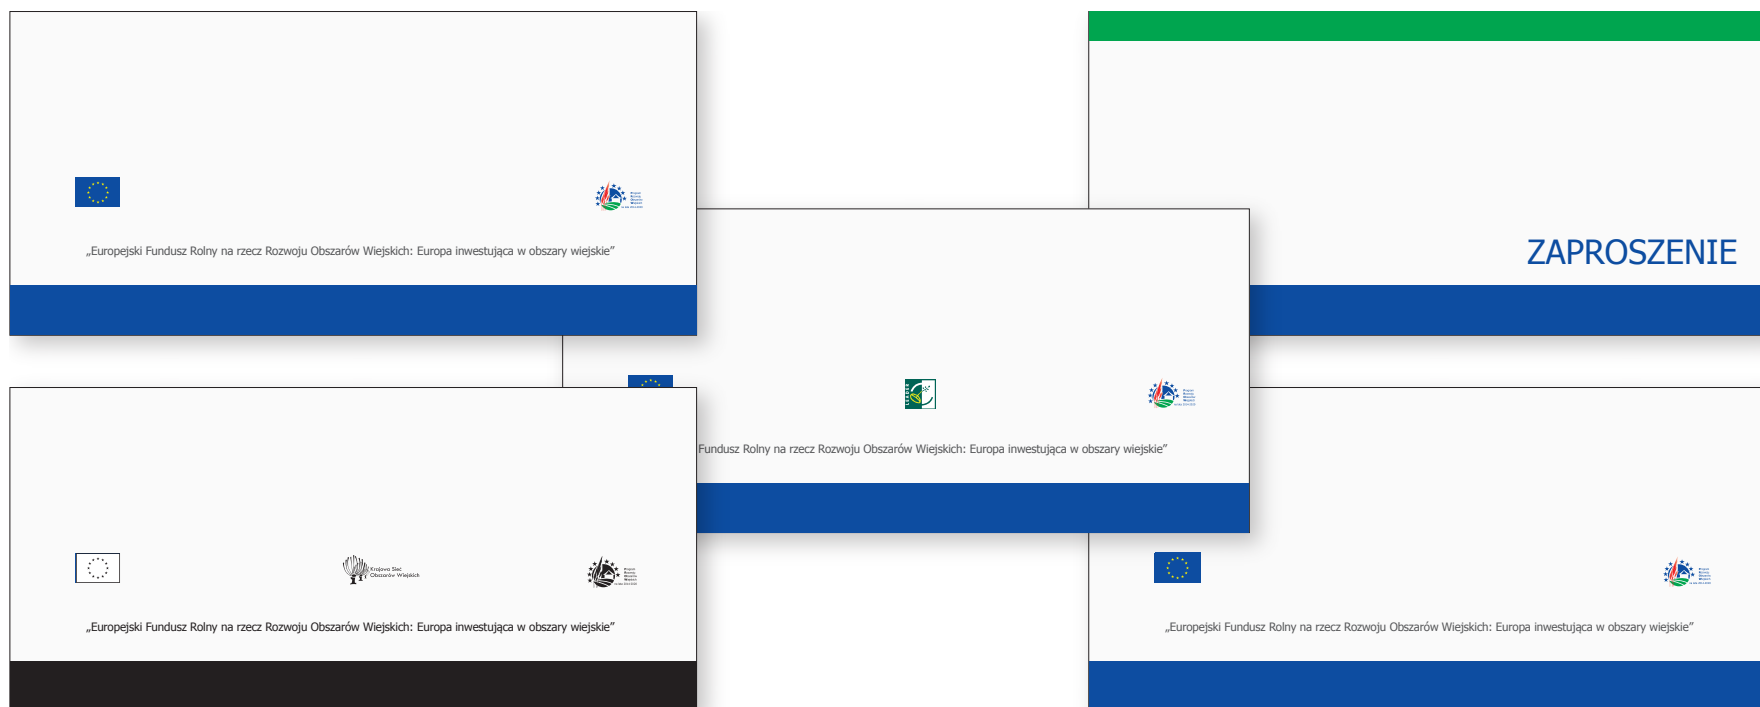 „Europejski Fundusz Rolny na rzecz Rozwoju Obszarów Wiejskich: Europa inwestująca w obszary wiejskie”
ZAPROSZENIE
LEADER
Fundusz Rolny na rzecz Rozwoju Obszarów Wiejskich: Europa inwestująca w obszary wiejskie”
Krajowa Sieć
Obszarów Wiejskich
„Europejski Fundusz Rolny na rzecz Rozwoju Obszarów Wiejskich: Europa inwestująca w obszary wiejskie”
„Europejski Fundusz Rolny na rzecz Rozwoju Obszarów Wiejskich: Europa inwestująca w obszary wiejskie”